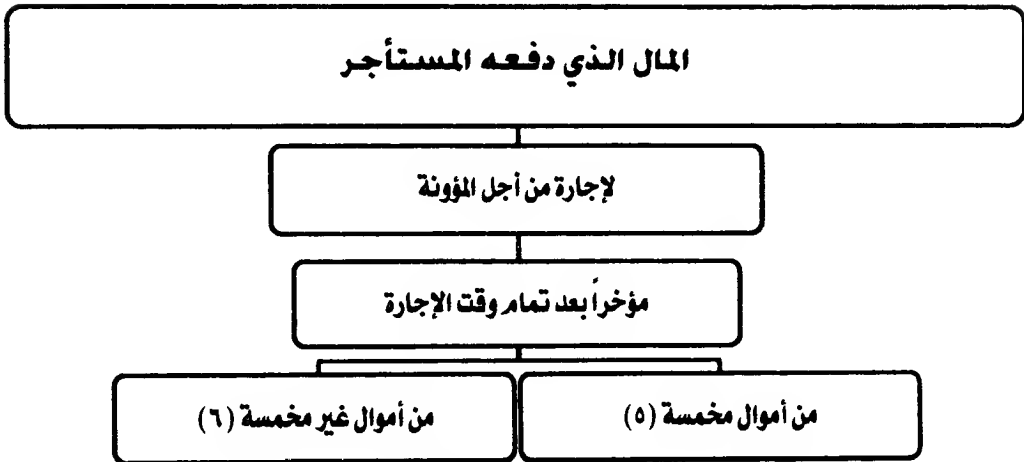 المال الذي دفعه المستأجر
لإجارة من أجل المؤونة
مؤخراً بعد تمام وقت الإجارة
من أموال مخمسة (٥)
من أموال غير مخمسة (٦)